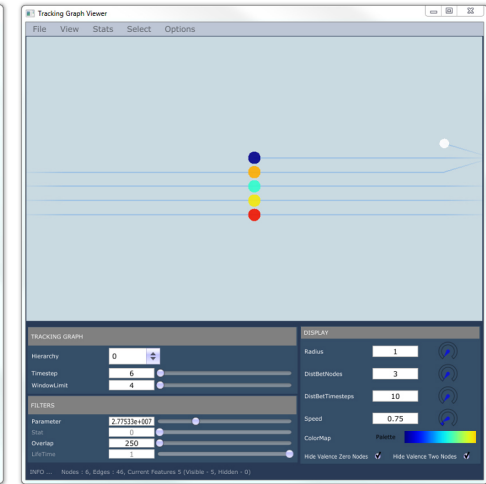 Tracking Graph Viewer
File View Stats Select Options
TRACKING GRAPH
Hierarchy 0
Timestep 6
WindowLimit 4
FILTERS
Parameter 2.77533e+007
Stat 0
Overlap 250
LifeTime 1
DISPLAY
Radius 1
DistBetNodes 3
DistBetTimesteps 10
Speed 0.75
ColorMap Palette
Hide Valence Zero Nodes Hide Valence Two Nodes
INFO ... Nodes : 6, Edges : 46, Current Features 5 (Visible - 5, Hidden - 0)